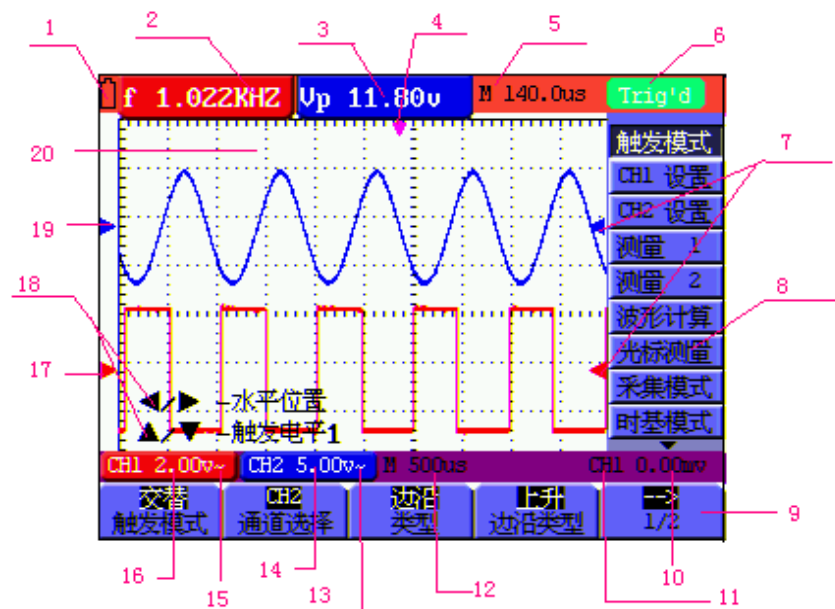 1 2 3 4 5 6
f 1.022KHZ Vp 11.80v M 140.0us Trig'd
20 触发模式 7
CH1 设置
19 CH2 设置
测量 1
18 测量 2 8
波形计算
17 光标测量
◀/▶ -水平位置 采集模式
▲/▼ -触发电平1 时基模式
CH1 2.00v~ CH2 5.00v~ M 500us CH1 0.00mv
交替 CH2 边沿 上升 -->
触发模式 通道选择 类型 边沿类型 1/2 9
16 15 14 13 12 11 10